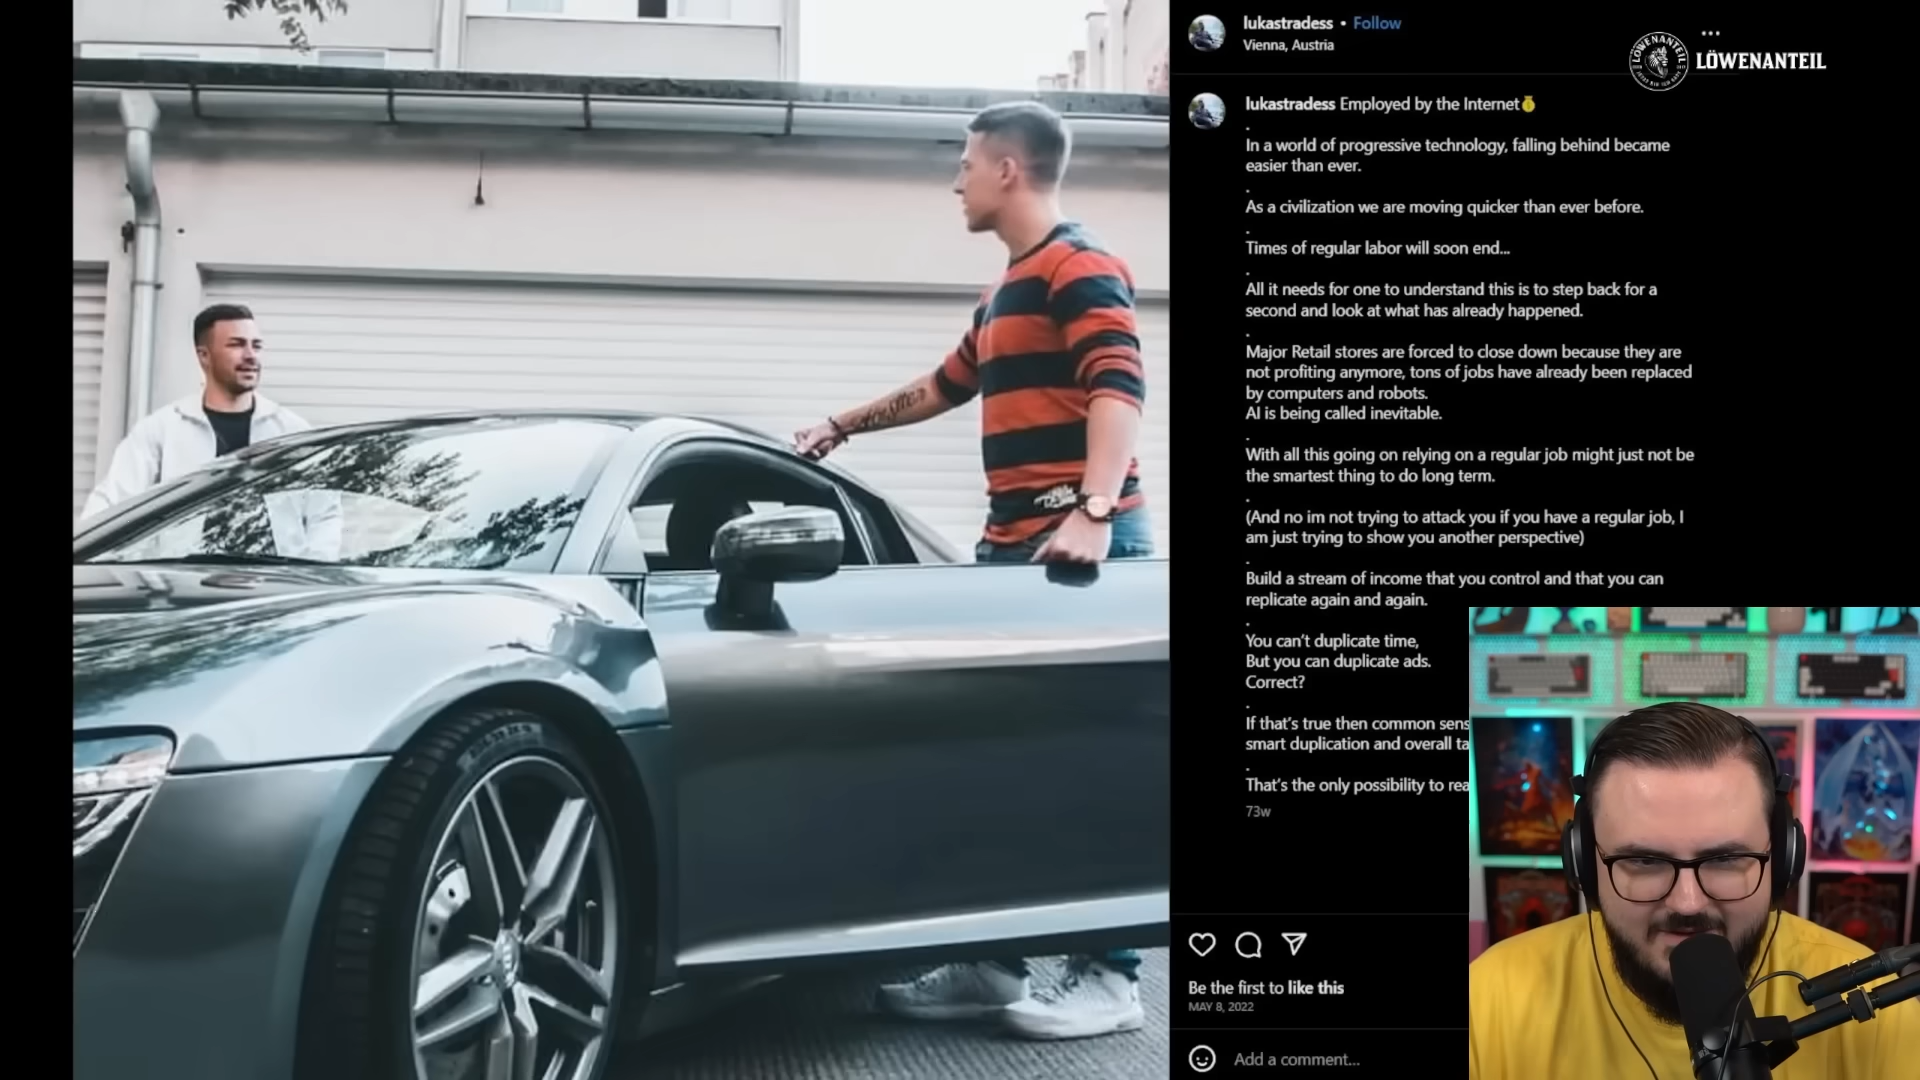 lukastradess • Follow
Vienna, Austria
LÖWENANTEIL
LÖWENANTEIL
lukastradess Employed by the Internet
.
In a world of progressive technology, falling behind became
easier than ever.
.
As a civilization we are moving quicker than ever before.
.
Times of regular labor will soon end...
.
All it needs for one to understand this is to step back for a
second and look at what has already happened.
.
Major Retail stores are forced to close down because they are
not profiting anymore, tons of jobs have already been replaced
by computers and robots.
AI is being called inevitable.
.
With all this going on relying on a regular job might just not be
the smartest thing to do long term.
.
(And no im not trying to attack you if you have a regular job, I
am just trying to show you another perspective)
.
Build a stream of income that you control and that you can
replicate again and again.
.
You can't duplicate time,
But you can duplicate ads.
Correct?
.
If that's true then common sens
smart duplication and overall ta
.
That's the only possibility to rea
73w
Be the first to like this
MAY 8, 2022
Add a comment...